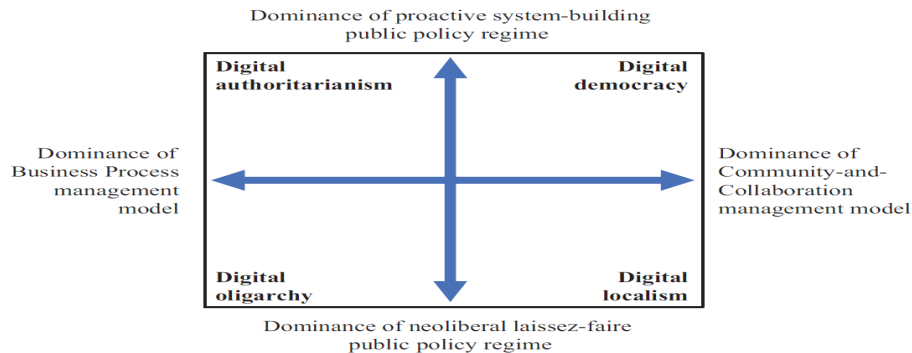 Dominance of proactive system-building
public policy regime
Digital
authoritarianism
Digital
democracy
Dominance of
Business Process
management
model
Dominance of
Community-and-
Collaboration
management model
Digital
oligarchy
Digital
localism
Dominance of neoliberal laissez-faire
public policy regime